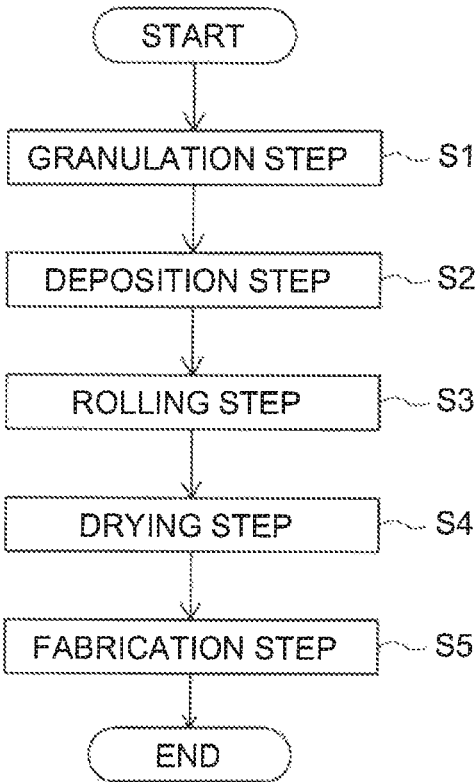 START
GRANULATION STEP S1
DEPOSITION STEP S2
ROLLING STEP S3
DRYING STEP S4
FABRICATION STEP S5
END